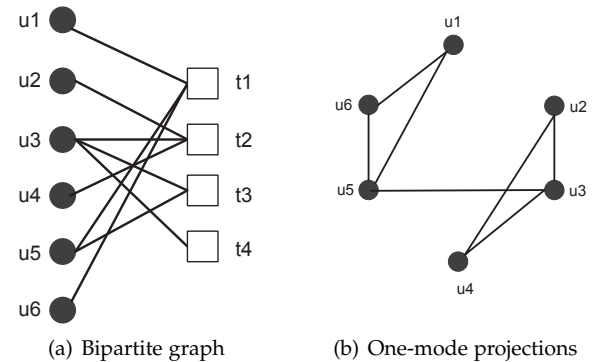 u1
u2
u3
u4
u5
u6
t1
t2
t3
t4
(a) Bipartite graph
u1
u6
u2
u5
u3
u4
(b) One-mode projections